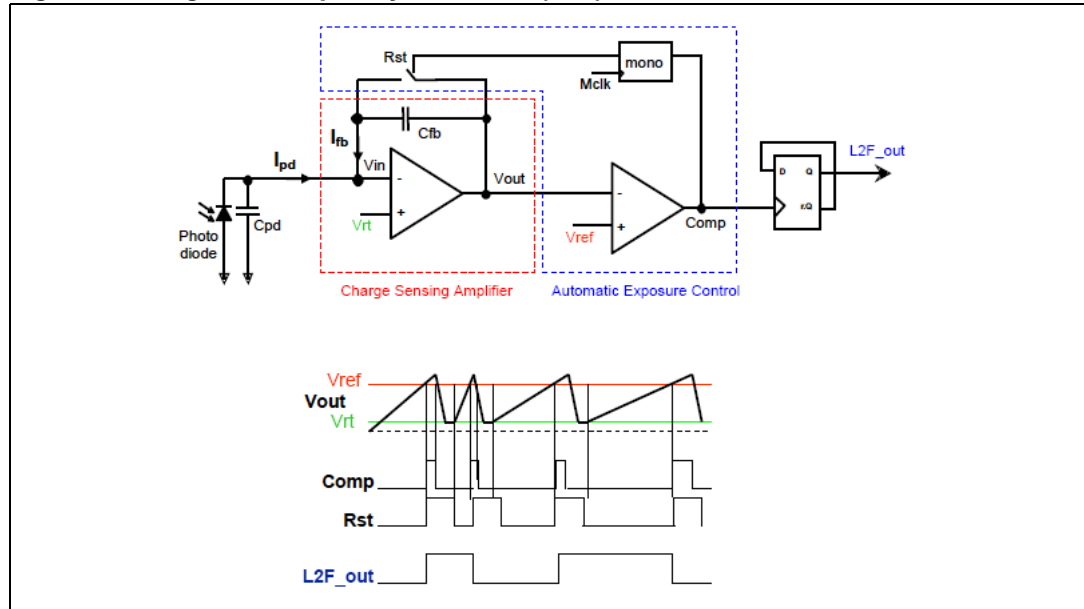 Rst
mono
Mclk
Cfb
Ifb
L2F_out
Ipd
Vin
D Q
-
Vout
-
r.Q
+
Vrt
Comp
Photo
diode
Cpd
Vref
+
Charge Sensing Amplifier
Automatic Exposure Control
Vref
Vout
Vrt
Comp
Rst
L2F_out